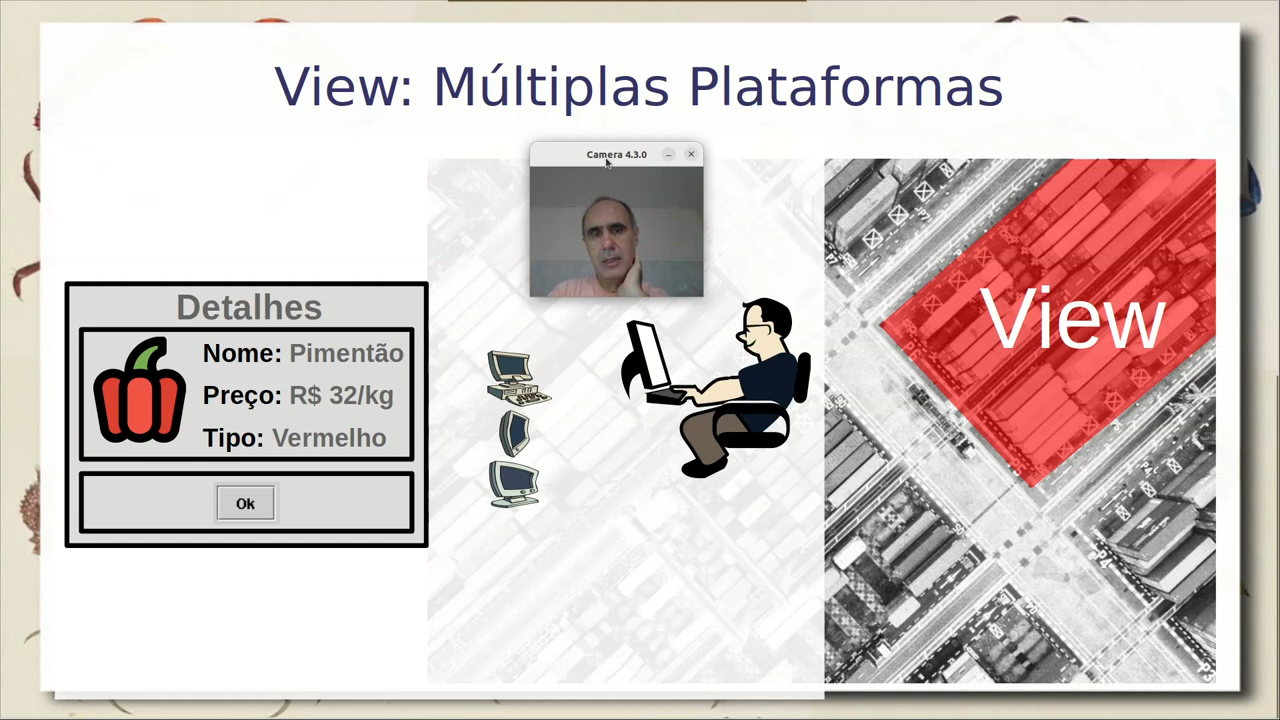 View: Múltiplas Plataformas
Camera 4.3.0
Detalhes
Nome: Pimentão
Preço: R$ 32/kg
Tipo: Vermelho
Ok
View